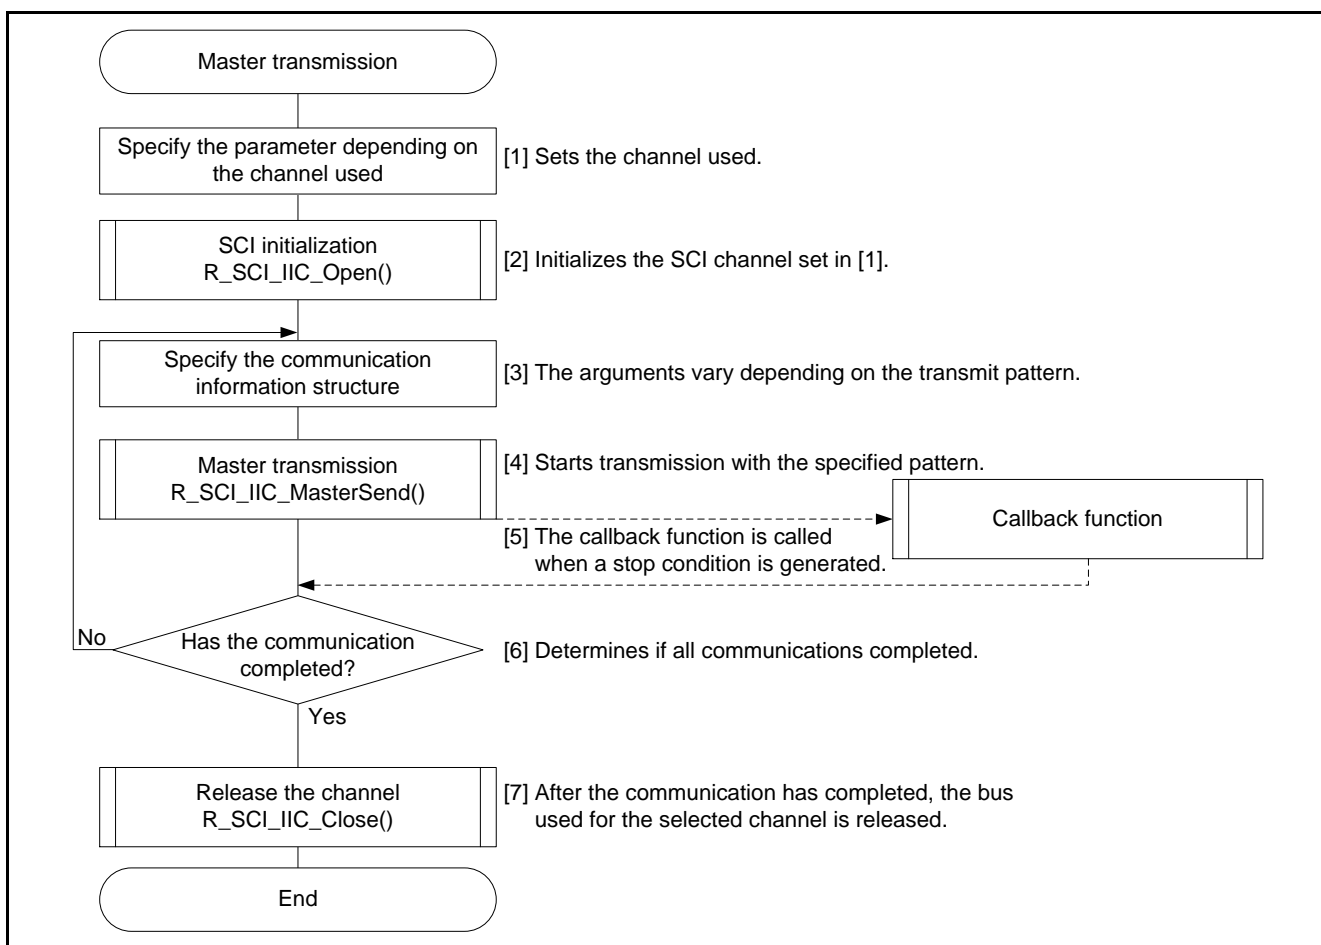 Master transmission
Specify the parameter depending on
the channel used
[1] Sets the channel used.
SCI initialization
R_SCI_IIC_Open()
[2] Initializes the SCI channel set in [1].
Specify the communication
information structure
[3] The arguments vary depending on the transmit pattern.
Master transmission
R_SCI_IIC_MasterSend()
[4] Starts transmission with the specified pattern.
Callback function
[5] The callback function is called
when a stop condition is generated.
No
Has the communication
completed?
[6] Determines if all communications completed.
Yes
Release the channel
R_SCI_IIC_Close()
[7] After the communication has completed, the bus
used for the selected channel is released.
End